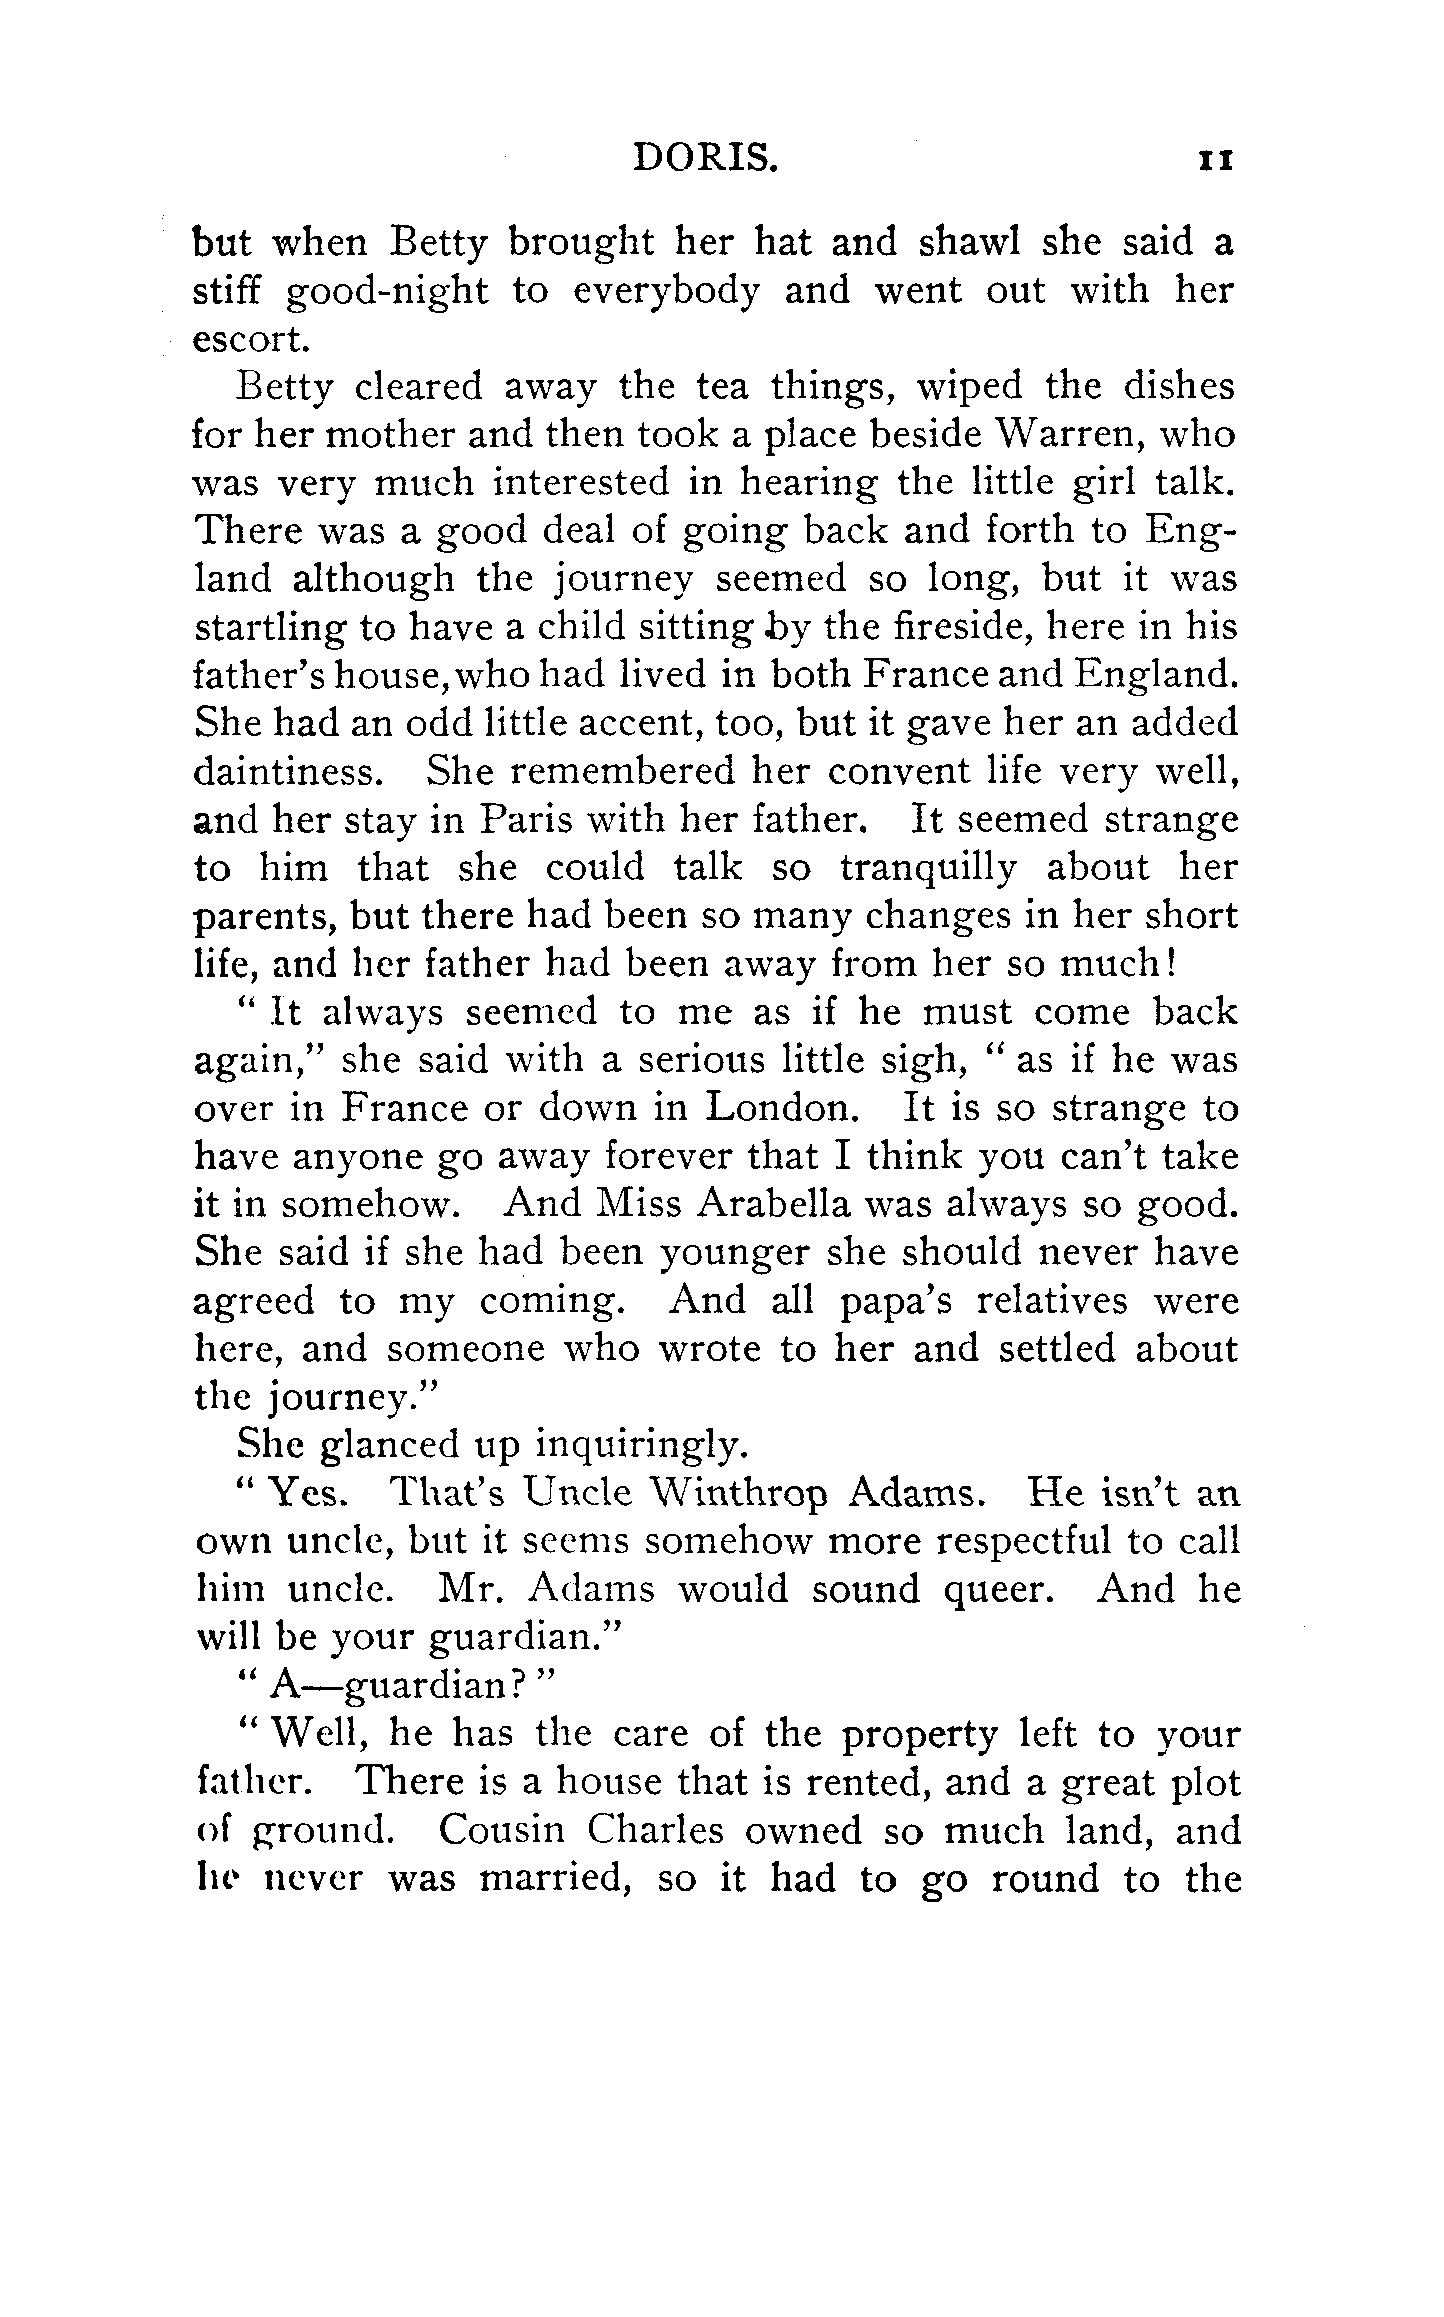 DORIS. 11
but when Betty brought her hat and shawl she said a
stiff good-night to everybody and went out with her
escort.
Betty cleared away the tea things, wiped the dishes
for her mother and then took a place beside Warren, who
was very much interested in hearing the little girl talk.
There was a good deal of going back and forth to Eng-
land although the journey seemed so long, but it was
startling to have a child sitting by the fireside, here in his
father's house, who had lived in both France and England.
She had an odd little accent, too, but it gave her an added
daintiness. She remembered her convent life very well,
and her stay in Paris with her father. It seemed strange
to him that she could talk so tranquilly about her
parents, but there had been so many changes in her short
life, and her father had been away from her so much!
" It always seemed to me as if he must come back
again," she said with a serious little sigh, " as if he was
over in France or down in London. It is so strange to
have anyone go away forever that I think you can't take
it in somehow. And Miss Arabella was always so good.
She said if she had been younger she should never have
agreed to my coming. And all papa's relatives were
here, and someone who wrote to her and settled about
the journey."
She glanced up inquiringly.
" Yes. That's Uncle Winthrop Adams. He isn't an
own uncle, but it seems somehow more respectful to call
him uncle. Mr. Adams would sound queer. And he
will be your guardian."
" A—guardian? "
" Well, he has the care of the property left to your
father. There is a house that is rented, and a great plot
of ground. Cousin Charles owned so much land, and
he never was married, so it had to go round to the